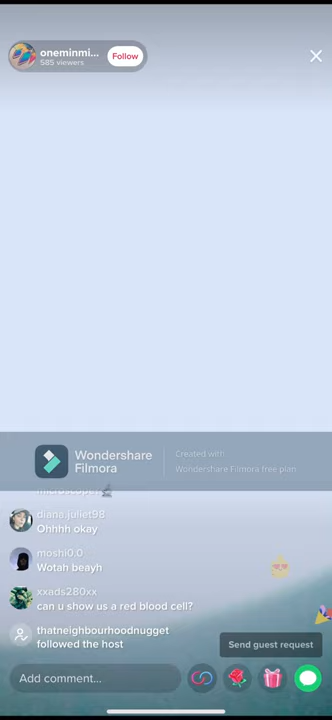 oneminmi...
585 viewers
Follow
Wondershare
Filmora
Created with
Wondershare Filmora free plan
diana.juliet98
Ohhhh okay
moshi0.0
Wotah beayh
xxads280xx
can u show us a red blood cell?
thatneighbourhoodnugget
followed the host
Send guest request
Add comment...